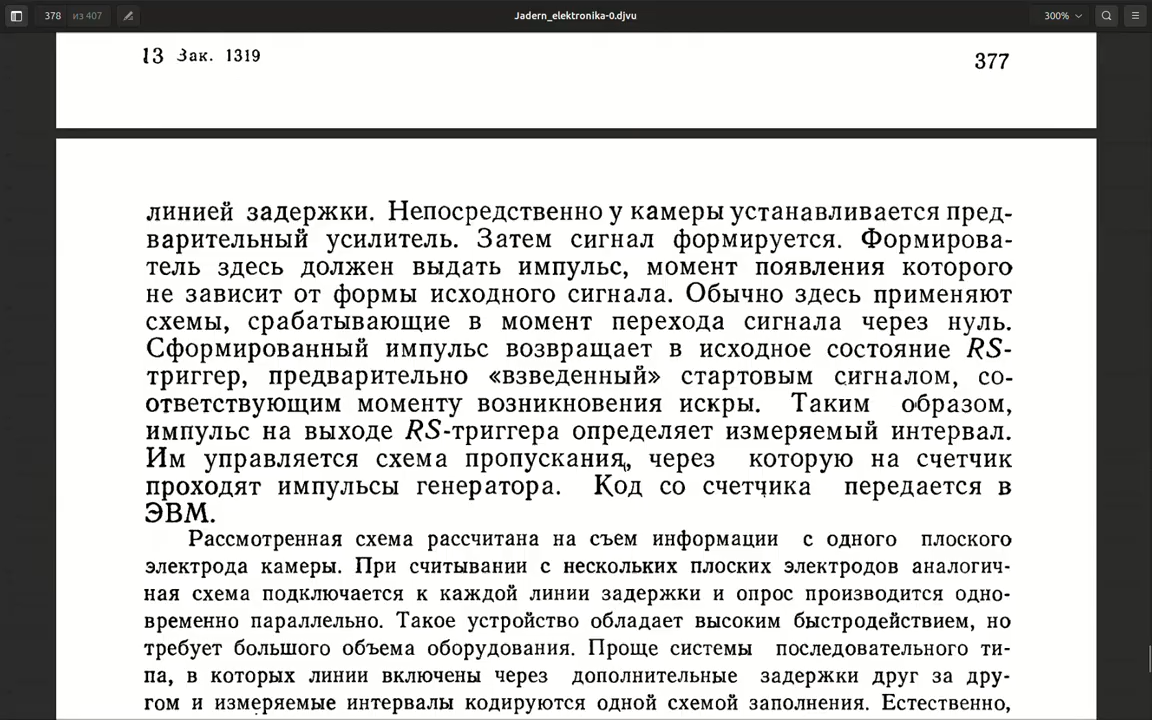 378 из 407 Jadern_elektronika-0.djvu 300%
13 Зак. 1319 377
линией задержки. Непосредственно у камеры устанавливается пред-
варительный усилитель. Затем сигнал формируется. Формирова-
тель здесь должен выдать импульс, момент появления которого
не зависит от формы исходного сигнала. Обычно здесь применяют
схемы, срабатывающие в момент перехода сигнала через нуль.
Сформированный импульс возвращает в исходное состояние RS-
триггер, предварительно «взведенный» стартовым сигналом, со-
ответствующим моменту возникновения искры. Таким образом,
импульс на выходе RS-триггера определяет измеряемый интервал.
Им управляется схема пропускания, через которую на счетчик
проходят импульсы генератора. Код со счетчика передается в
ЭВМ.
Рассмотренная схема рассчитана на съем информации с одного плоского
электрода камеры. При считывании с нескольких плоских электродов аналогич-
ная схема подключается к каждой линии задержки и опрос производится одно-
временно параллельно. Такое устройство обладает высоким быстродействием, но
требует большого объема оборудования. Проще системы последовательного ти-
па, в которых линии включены через дополнительные задержки друг за дру-
гом и измеряемые интервалы кодируются одной схемой заполнения. Естественно,